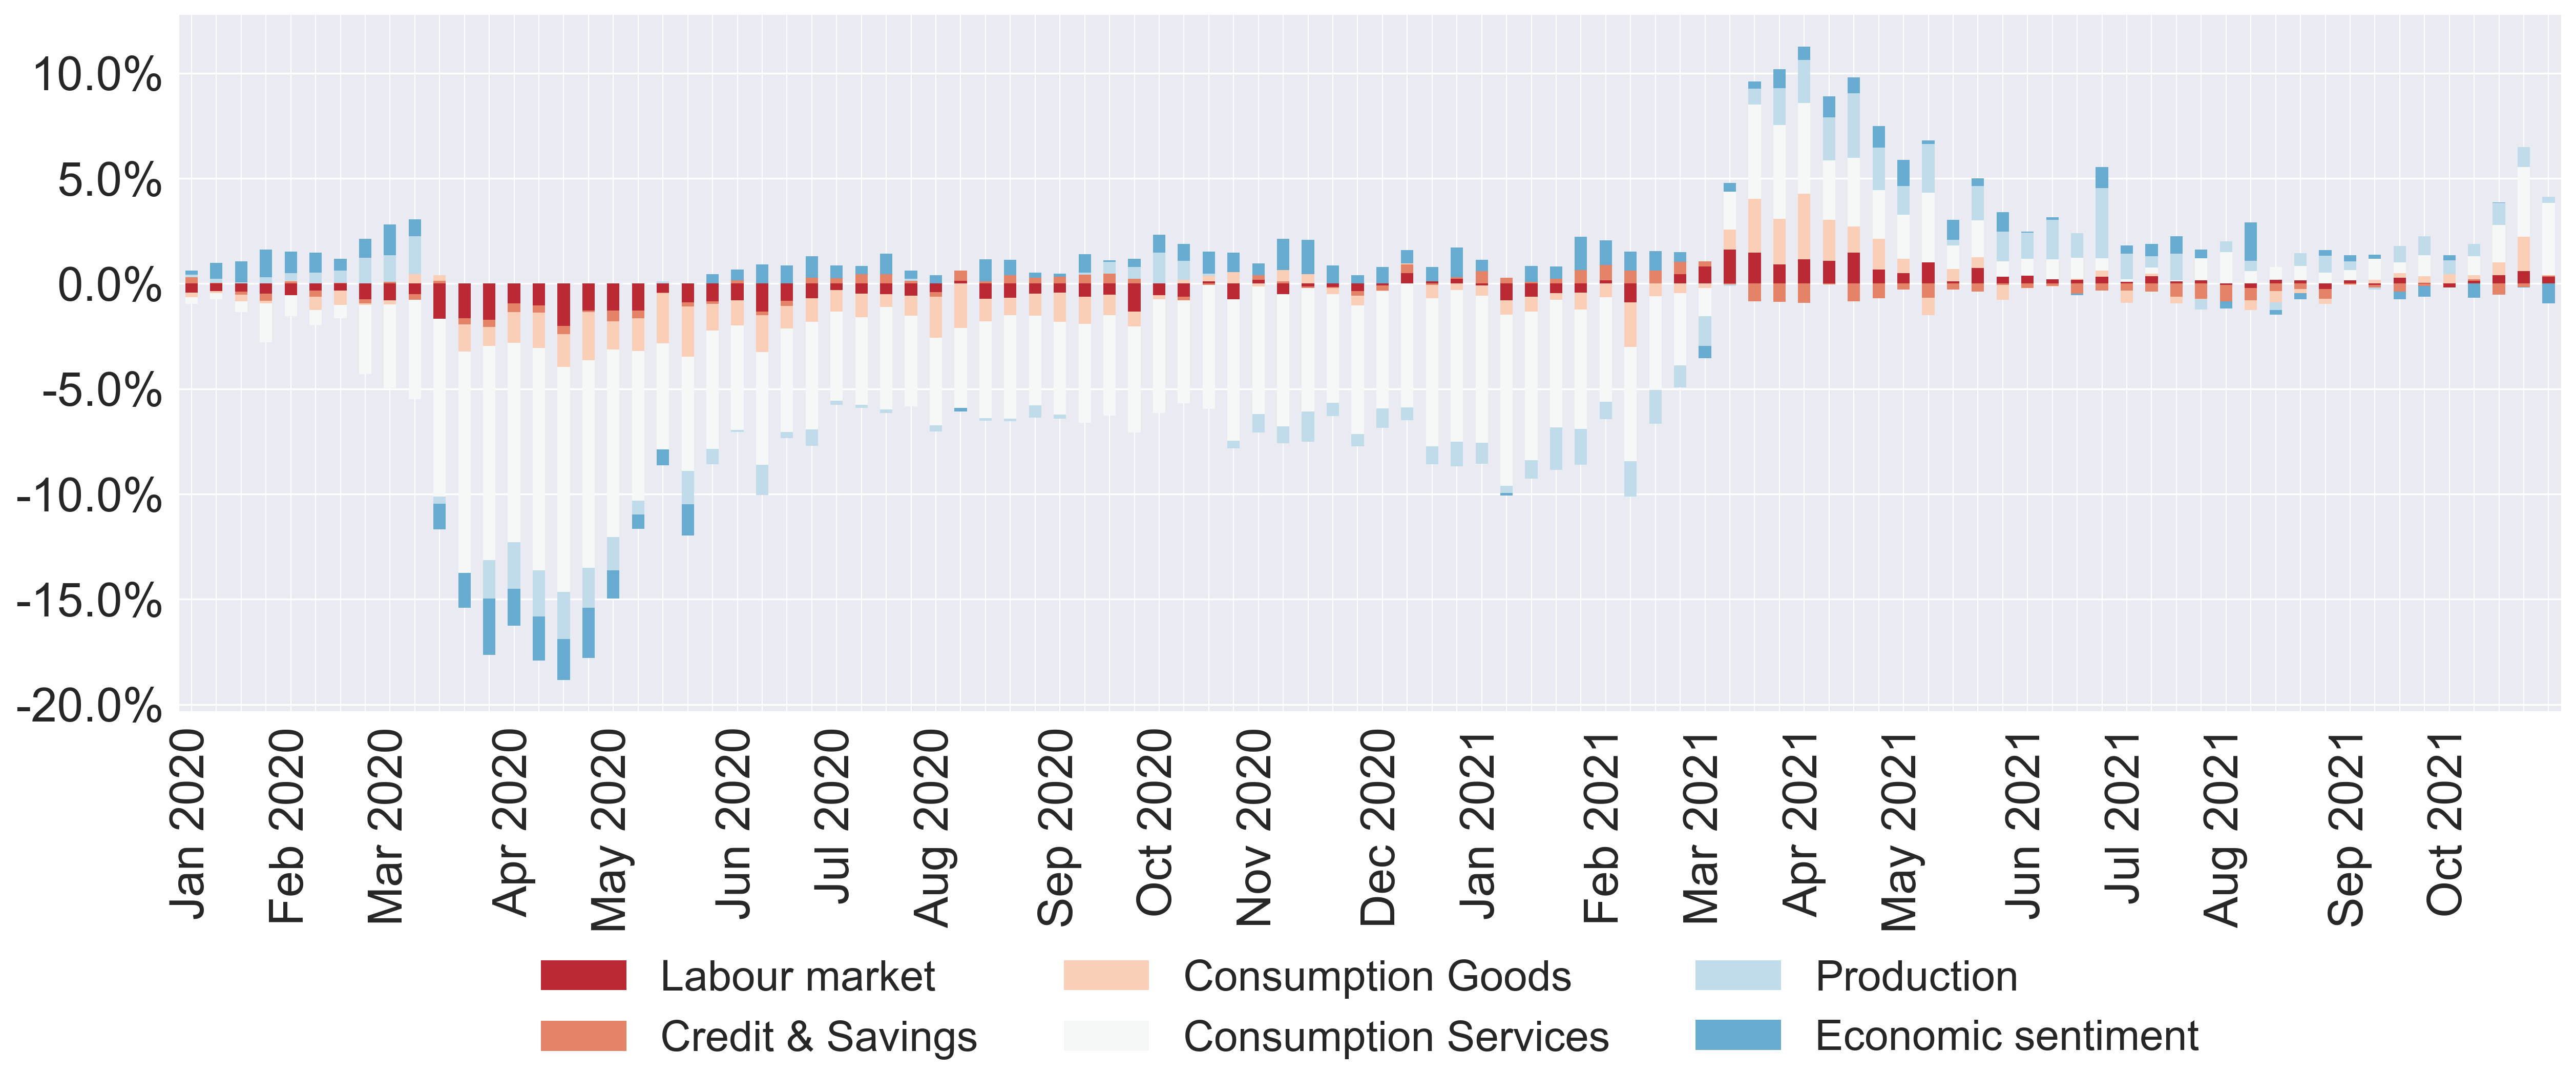 10.0%
5.0%
0.0%
-5.0%
-10.0%
-15.0%
-20.0%
Jan 2020
Feb 2020
Mar 2020
Apr 2020
May 2020
Jun 2020
Jul 2020
Aug 2020
Sep 2020
Oct 2020
Nov 2020
Dec 2020
Jan 2021
Feb 2021
Mar 2021
Apr 2021
May 2021
Jun 2021
Jul 2021
Aug 2021
Sep 2021
Oct 2021
Labour market
Credit & Savings
Consumption Goods
Consumption Services
Production
Economic sentiment